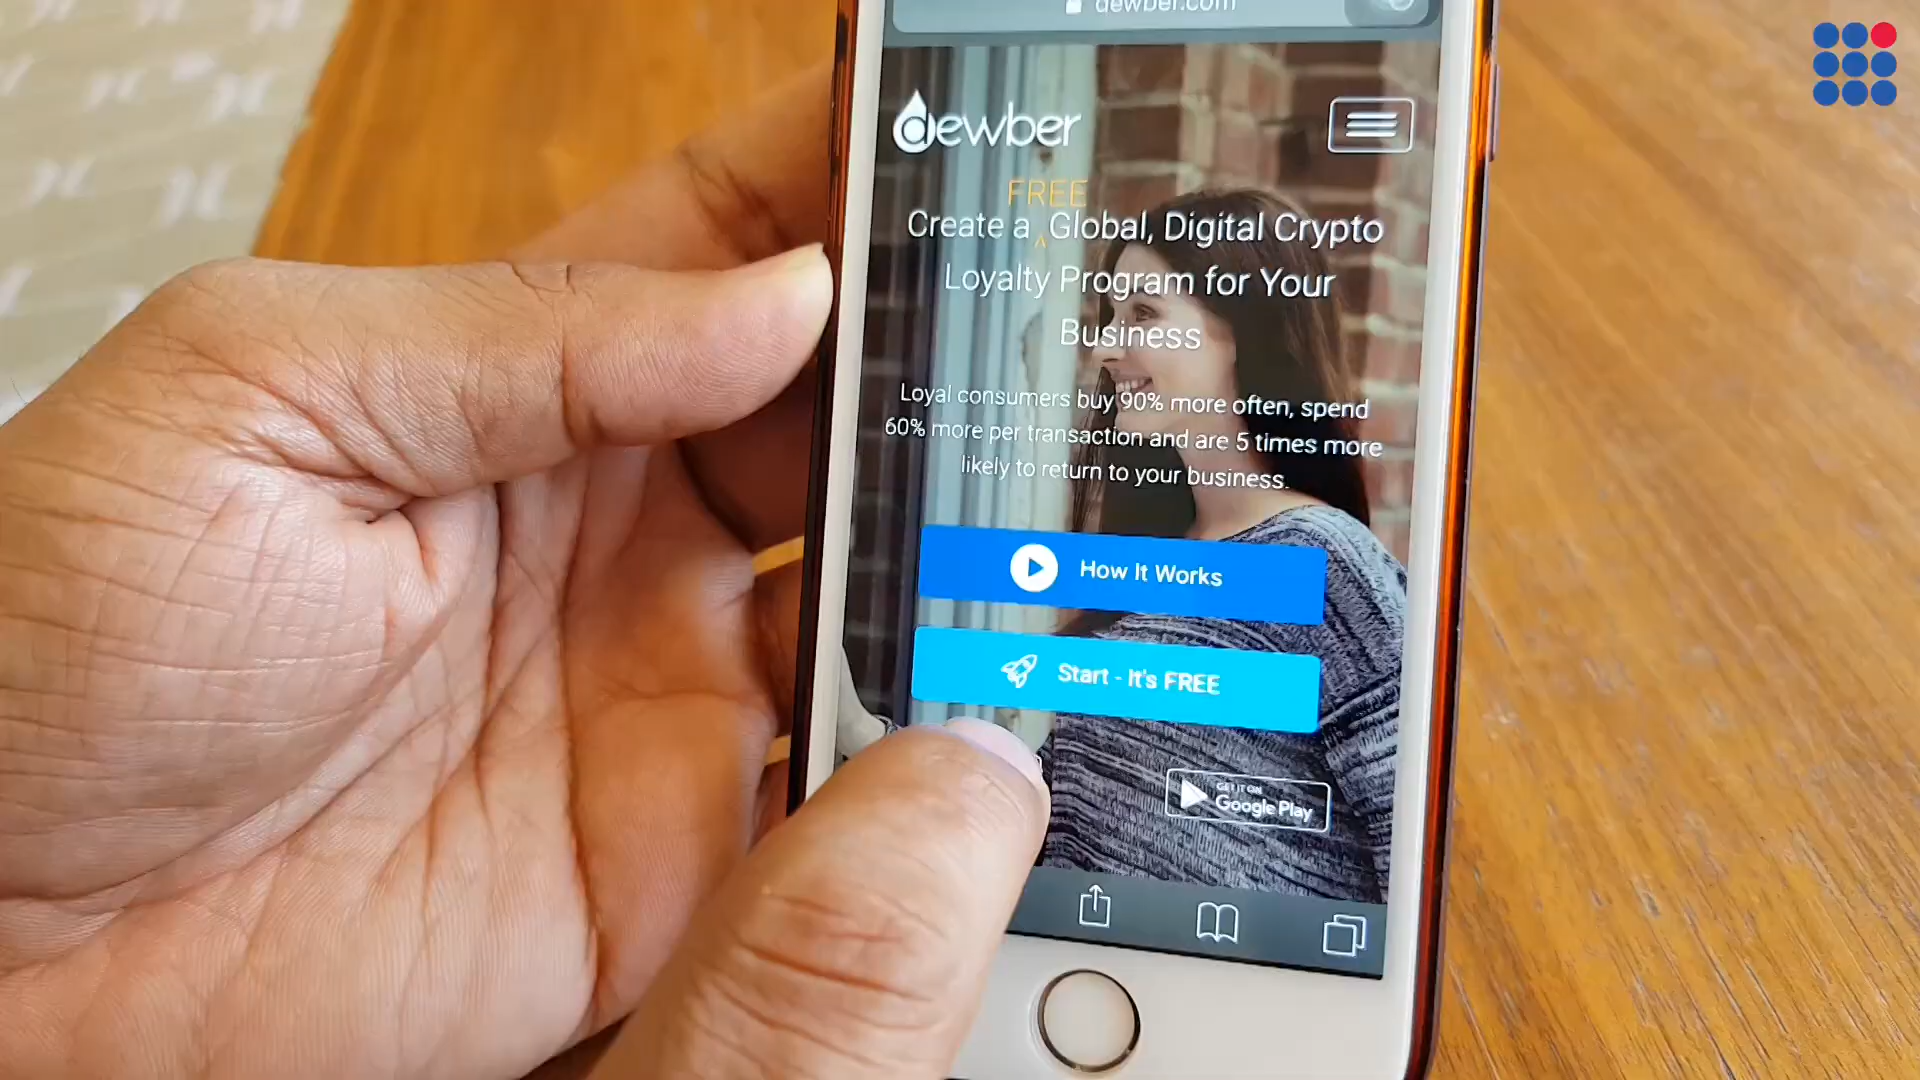 dewber.com
dewber
FREE
Create a ^ Global, Digital Crypto
Loyalty Program for Your
Business
Loyal consumers buy 90% more often, spend
60% more per transaction and are 5 times more
likely to return to your business.
How It Works
Start - It's FREE
GET IT ON
Google Play